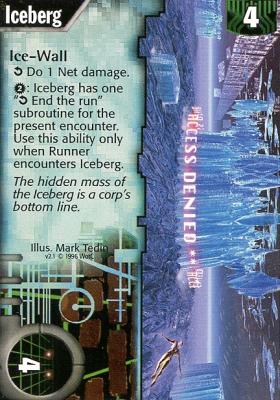 Iceberg
4
Ice-Wall
Do 1 Net damage.
2: Iceberg has one
" End the run"
subroutine for the
present encounter.
Use this ability only
when Runner
encounters Iceberg.
The hidden mass of
the Iceberg is a corp's
bottom line.
Illus. Mark Tedin
v2.1 © 1996 WotC
4
ACCESS DENIED **